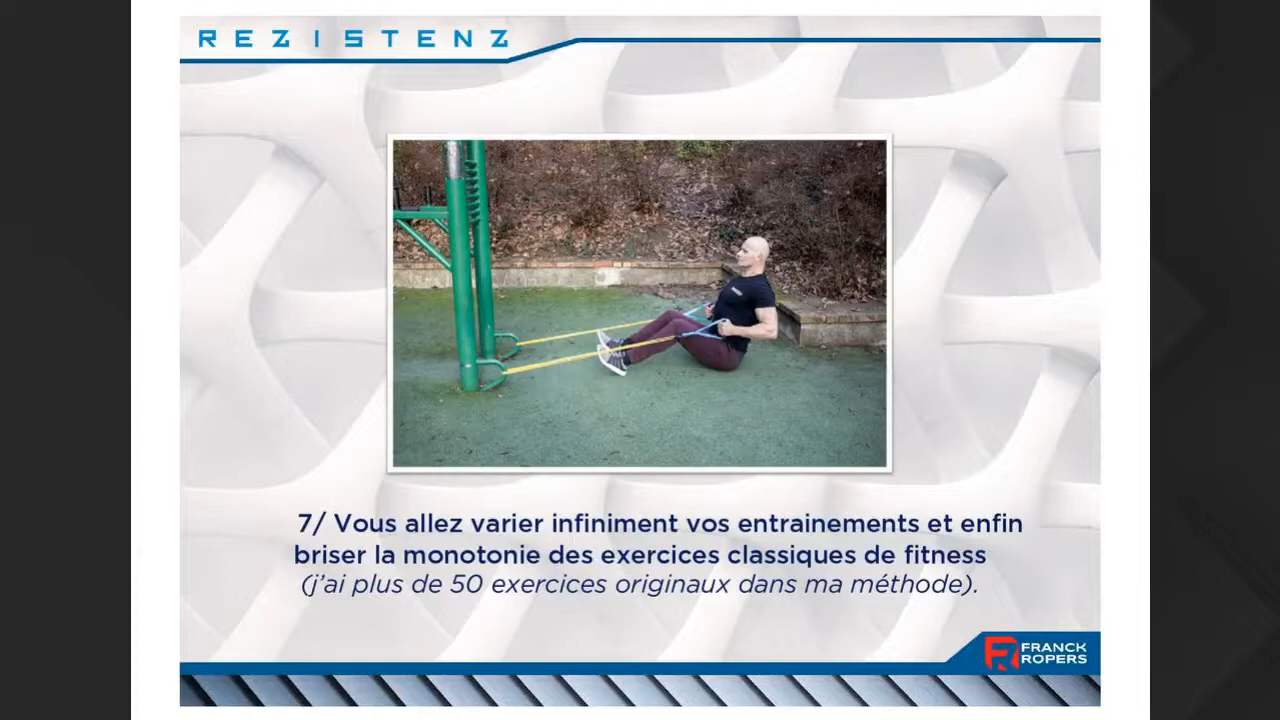 REZISTENZ
7/ Vous allez varier infiniment vos entrainements et enfin
briser la monotonie des exercices classiques de fitness
(j'ai plus de 50 exercices originaux dans ma méthode).
FRANCK
ROPERS